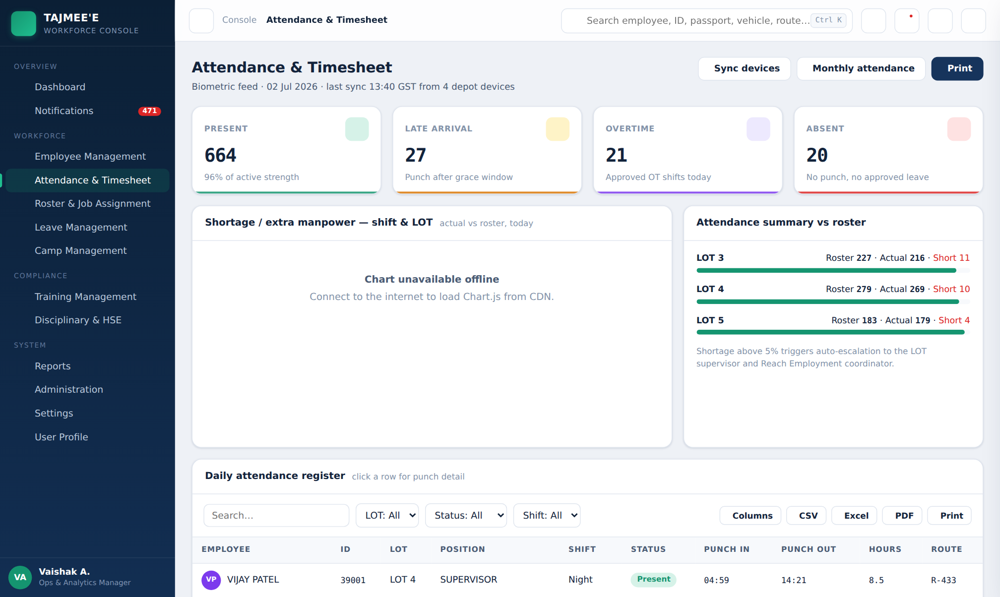 TAJMEE'E
WORKFORCE CONSOLE
OVERVIEW
Dashboard
Notifications 471
WORKFORCE
Employee Management
Attendance & Timesheet
Roster & Job Assignment
Leave Management
Camp Management
COMPLIANCE
Training Management
Disciplinary & HSE
SYSTEM
Reports
Administration
Settings
User Profile
VA
Vaishak A.
Ops & Analytics Manager
Console Attendance & Timesheet
Search employee, ID, passport, vehicle, route... Ctrl K
Attendance & Timesheet
Biometric feed · 02 Jul 2026 · last sync 13:40 GST from 4 depot devices
Sync devices Monthly attendance Print
PRESENT
664
96% of active strength
LATE ARRIVAL
27
Punch after grace window
OVERTIME
21
Approved OT shifts today
ABSENT
20
No punch, no approved leave
Shortage / extra manpower — shift & LOT actual vs roster, today
Chart unavailable offline
Connect to the internet to load Chart.js from CDN.
Attendance summary vs roster
LOT 3 Roster 227 · Actual 216 · Short 11
LOT 4 Roster 279 · Actual 269 · Short 10
LOT 5 Roster 183 · Actual 179 · Short 4
Shortage above 5% triggers auto-escalation to the LOT
supervisor and Reach Employment coordinator.
Daily attendance register click a row for punch detail
Search... LOT: All Status: All Shift: All Columns CSV Excel PDF Print
EMPLOYEE ID LOT POSITION SHIFT STATUS PUNCH IN PUNCH OUT HOURS ROUTE
VP VIJAY PATEL 39001 LOT 4 SUPERVISOR Night Present 04:59 14:21 8.5 R-433